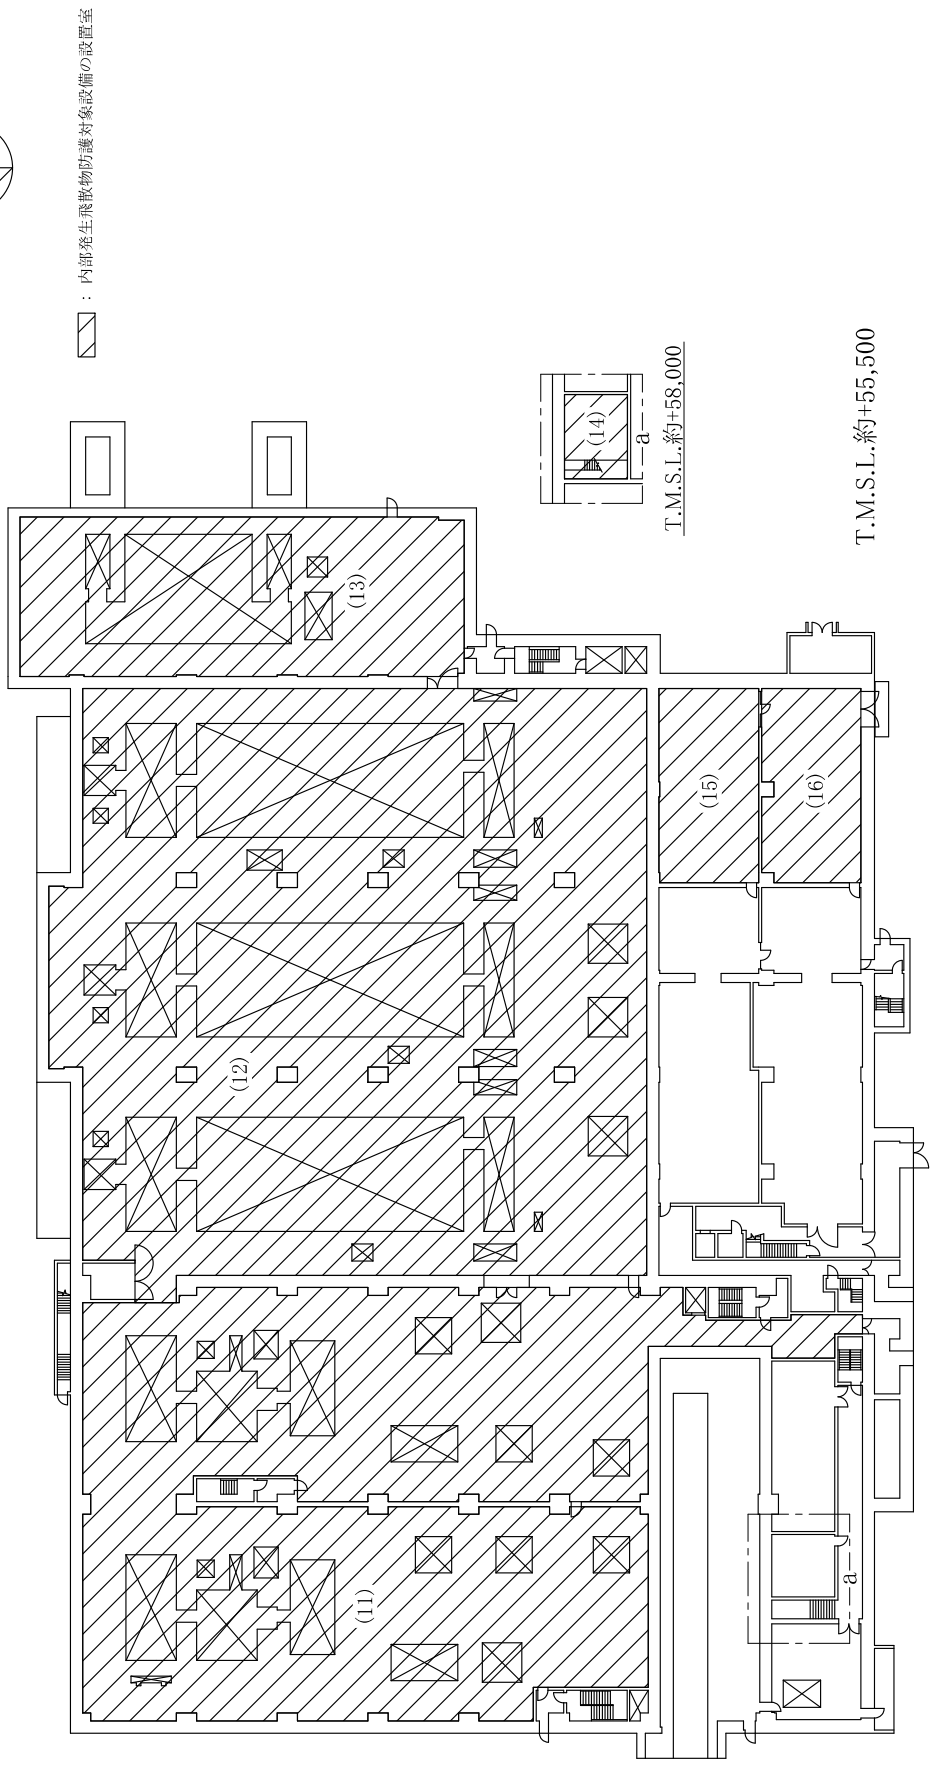 ：内部発生飛散物防護対象設備の設置室
(14)
a
T.M.S.L.約+58,000
T.M.S.L.約+55,500
(13)
(12)
(15)
(16)
(11)
a